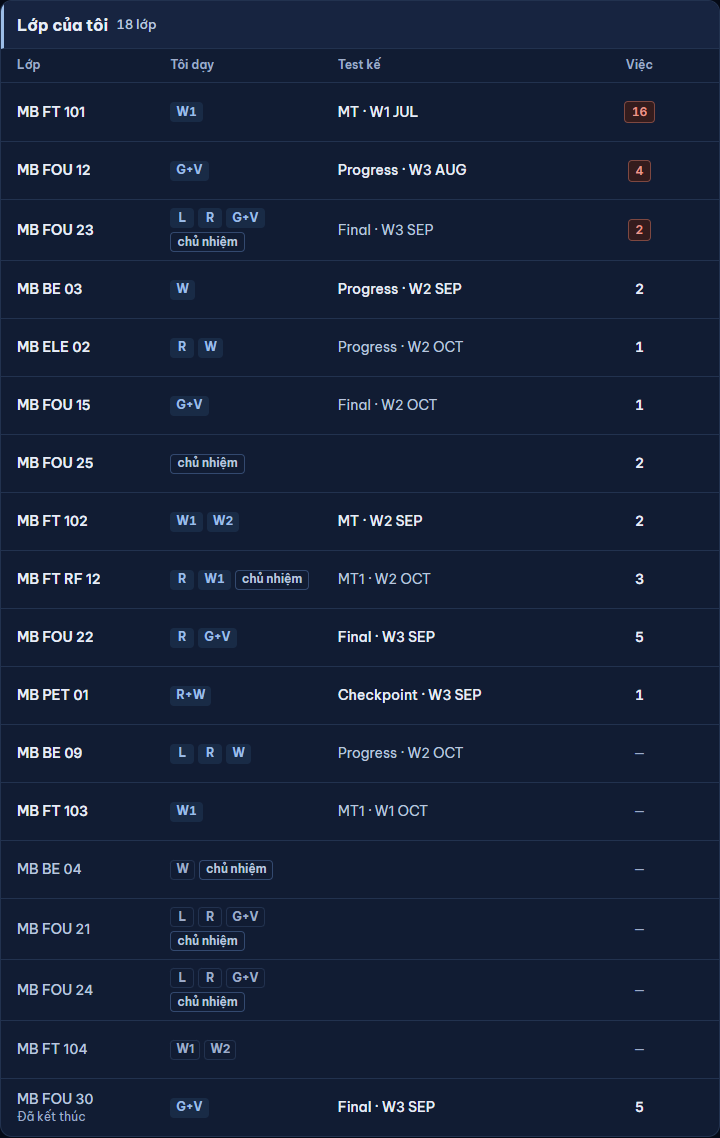 Lớp của tôi 18 lớp
Lớp Tôi dạy Test kế Việc
MB FT 101 W1 MT · W1 JUL 16
MB FOU 12 G+V Progress · W3 AUG 4
MB FOU 23 L R G+V chủ nhiệm Final · W3 SEP 2
MB BE 03 W Progress · W2 SEP 2
MB ELE 02 R W Progress · W2 OCT 1
MB FOU 15 G+V Final · W2 OCT 1
MB FOU 25 chủ nhiệm 2
MB FT 102 W1 W2 MT · W2 SEP 2
MB FT RF 12 R W1 chủ nhiệm MT1 · W2 OCT 3
MB FOU 22 R G+V Final · W3 SEP 5
MB PET 01 R+W Checkpoint · W3 SEP 1
MB BE 09 L R W Progress · W2 OCT —
MB FT 103 W1 MT1 · W1 OCT —
MB BE 04 W chủ nhiệm —
MB FOU 21 L R G+V chủ nhiệm —
MB FOU 24 L R G+V chủ nhiệm —
MB FT 104 W1 W2 —
MB FOU 30 G+V Final · W3 SEP 5
Đã kết thúc